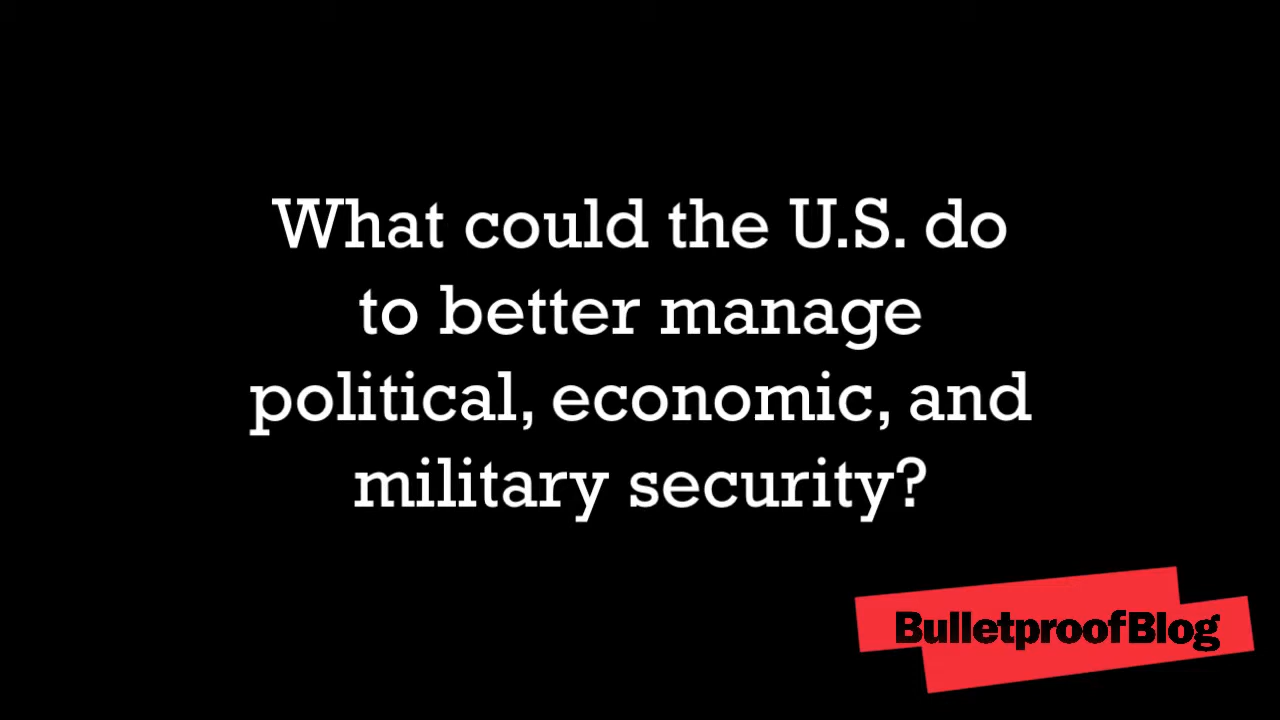 What could the U.S. do
to better manage
political, economic, and
military security?
BulletproofBlog